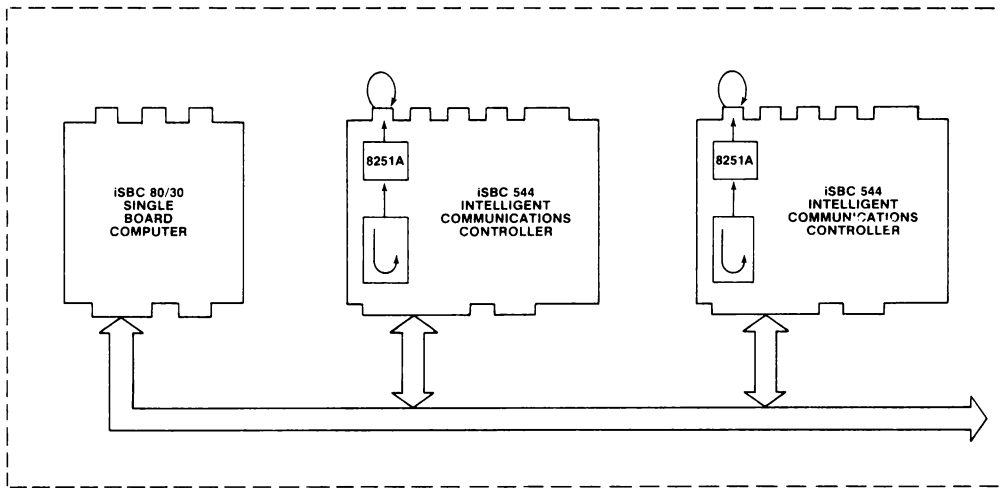 iSBC 80/30
SINGLE
BOARD
COMPUTER
8251A
iSBC 544
INTELLIGENT
COMMUNICATIONS
CONTROLLER
8251A
iSBC 544
INTELLIGENT
COMMUNICATIONS
CONTROLLER